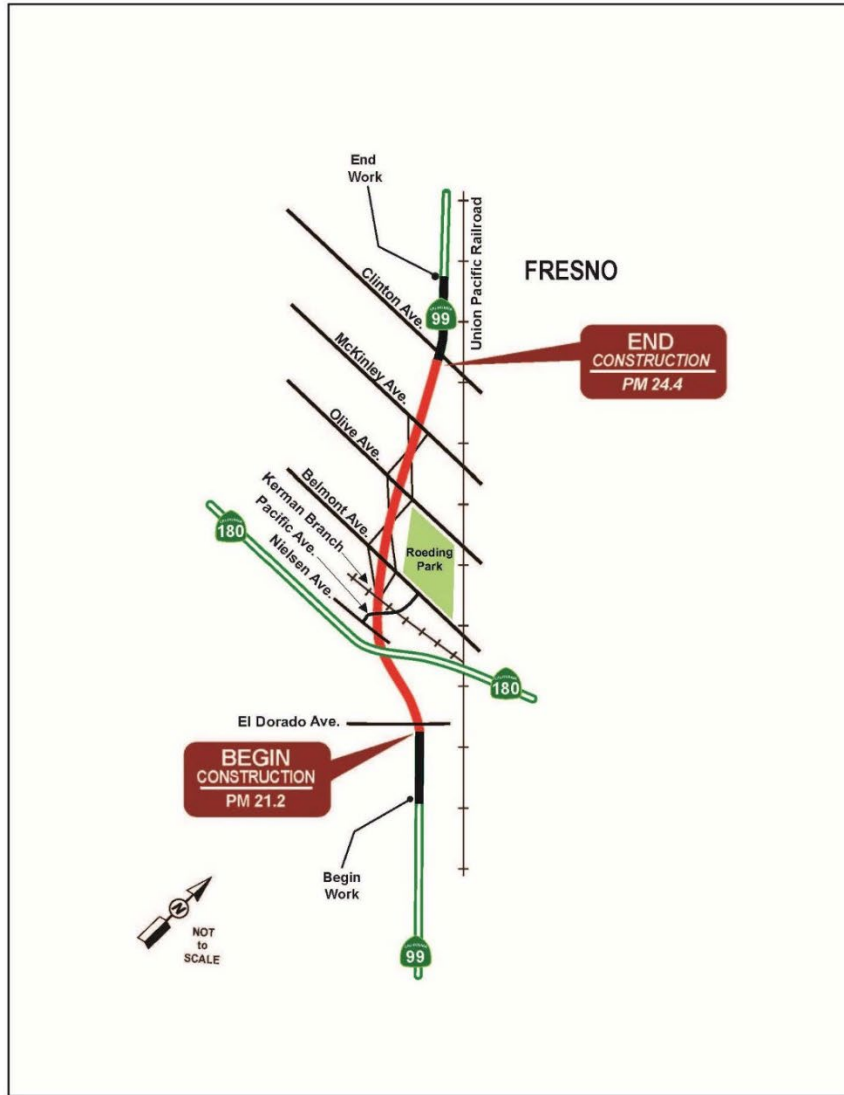 End
Work
Union Pacific Railroad
FRESNO
Clinton Ave.
99
END
CONSTRUCTION
PM 24.4
McKinley Ave.
Olive Ave.
Belmont Ave.
Kerman Branch
Pacific Ave.
Nielsen Ave.
180
Roeding
Park
180
El Dorado Ave.
BEGIN
CONSTRUCTION
PM 21.2
Begin
Work
N
NOT
to
SCALE
99